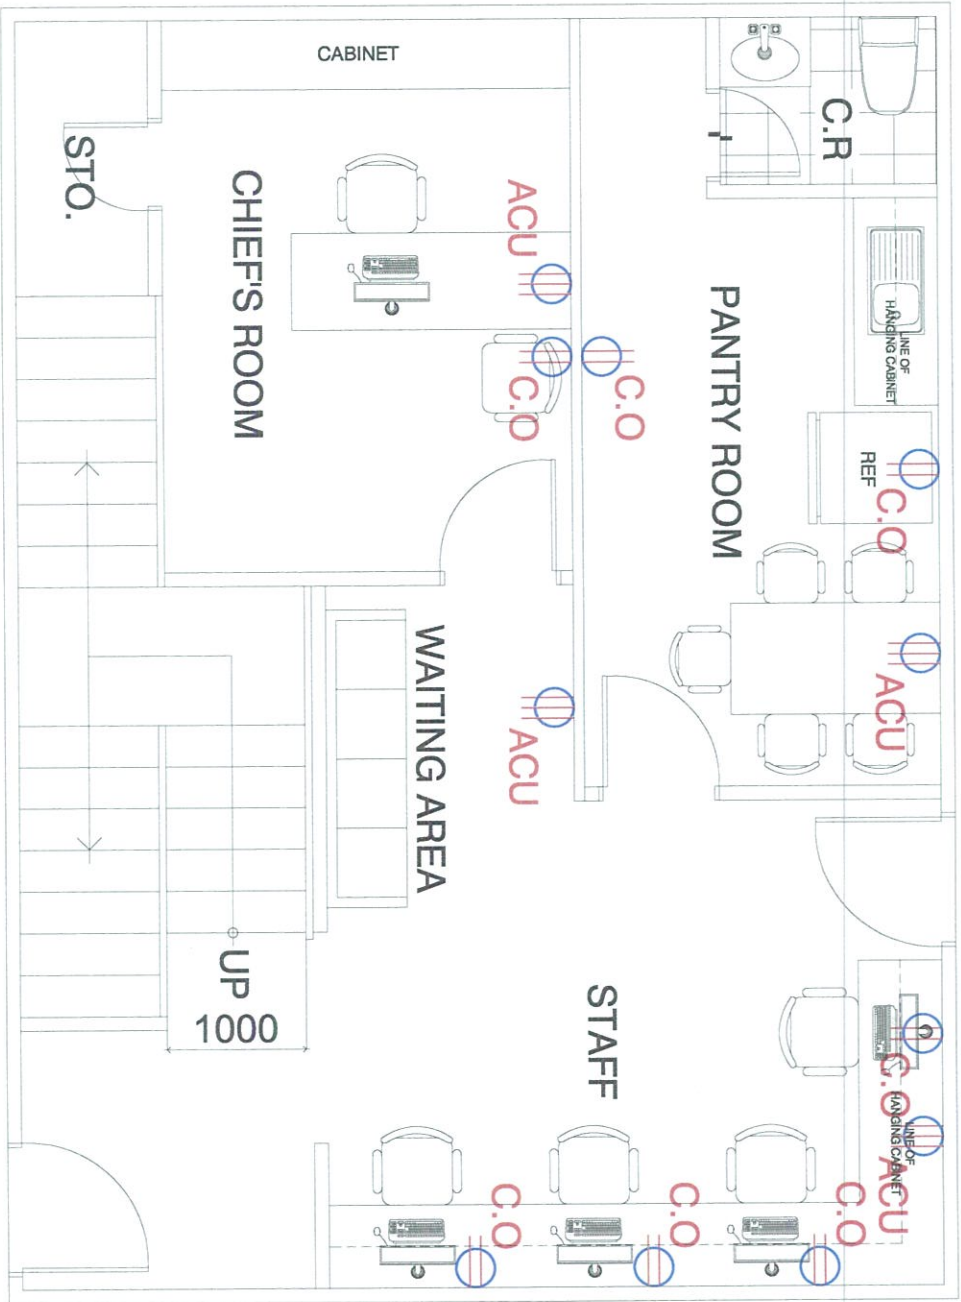 CABINET
C.R
STO.
CHIEF'S ROOM
ACU
C.O
C.O
PANTRY ROOM
LINE OF
HANGING CABINET
REF
C.O
ACU
WAITING AREA
ACU
UP
1000
STAFF
C.O
LINE OF
HANGING CABINET
ACU
C.O
C.O
C.O